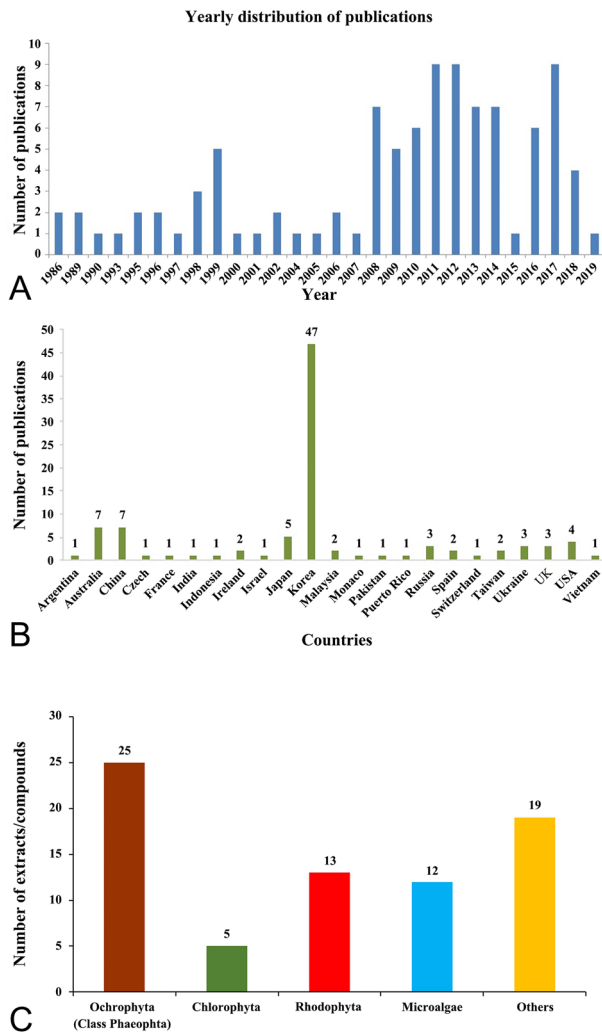 Yearly distribution of publications
Number of publications
10
9
8
7
6
5
4
3
2
1
0
1986 1989 1990 1993 1995 1996 1997 1998 1999 2000 2001 2002 2004 2005 2006 2007 2008 2009 2010 2011 2012 2013 2014 2015 2016 2017 2018 2019
Year
A
Number of publications
50
45
40
35
30
25
20
15
10
5
0
1 7 7 1 1 1 1 2 1 5 47 2 1 1 1 3 2 1 2 3 3 4 1
Argentina Australia China Czech France India Indonesia Ireland Israel Japan Korea Malaysia Monaco Pakistan Puerto Rico Russia Spain Switzerland Taiwan Ukraine UK USA Vietnam
Countries
B
Number of extracts/compounds
30
25
20
15
10
5
0
25 5 13 12 19
Ochrophyta Chlorophyta Rhodophyta Microalgae Others
(Class Phaeophta)
C